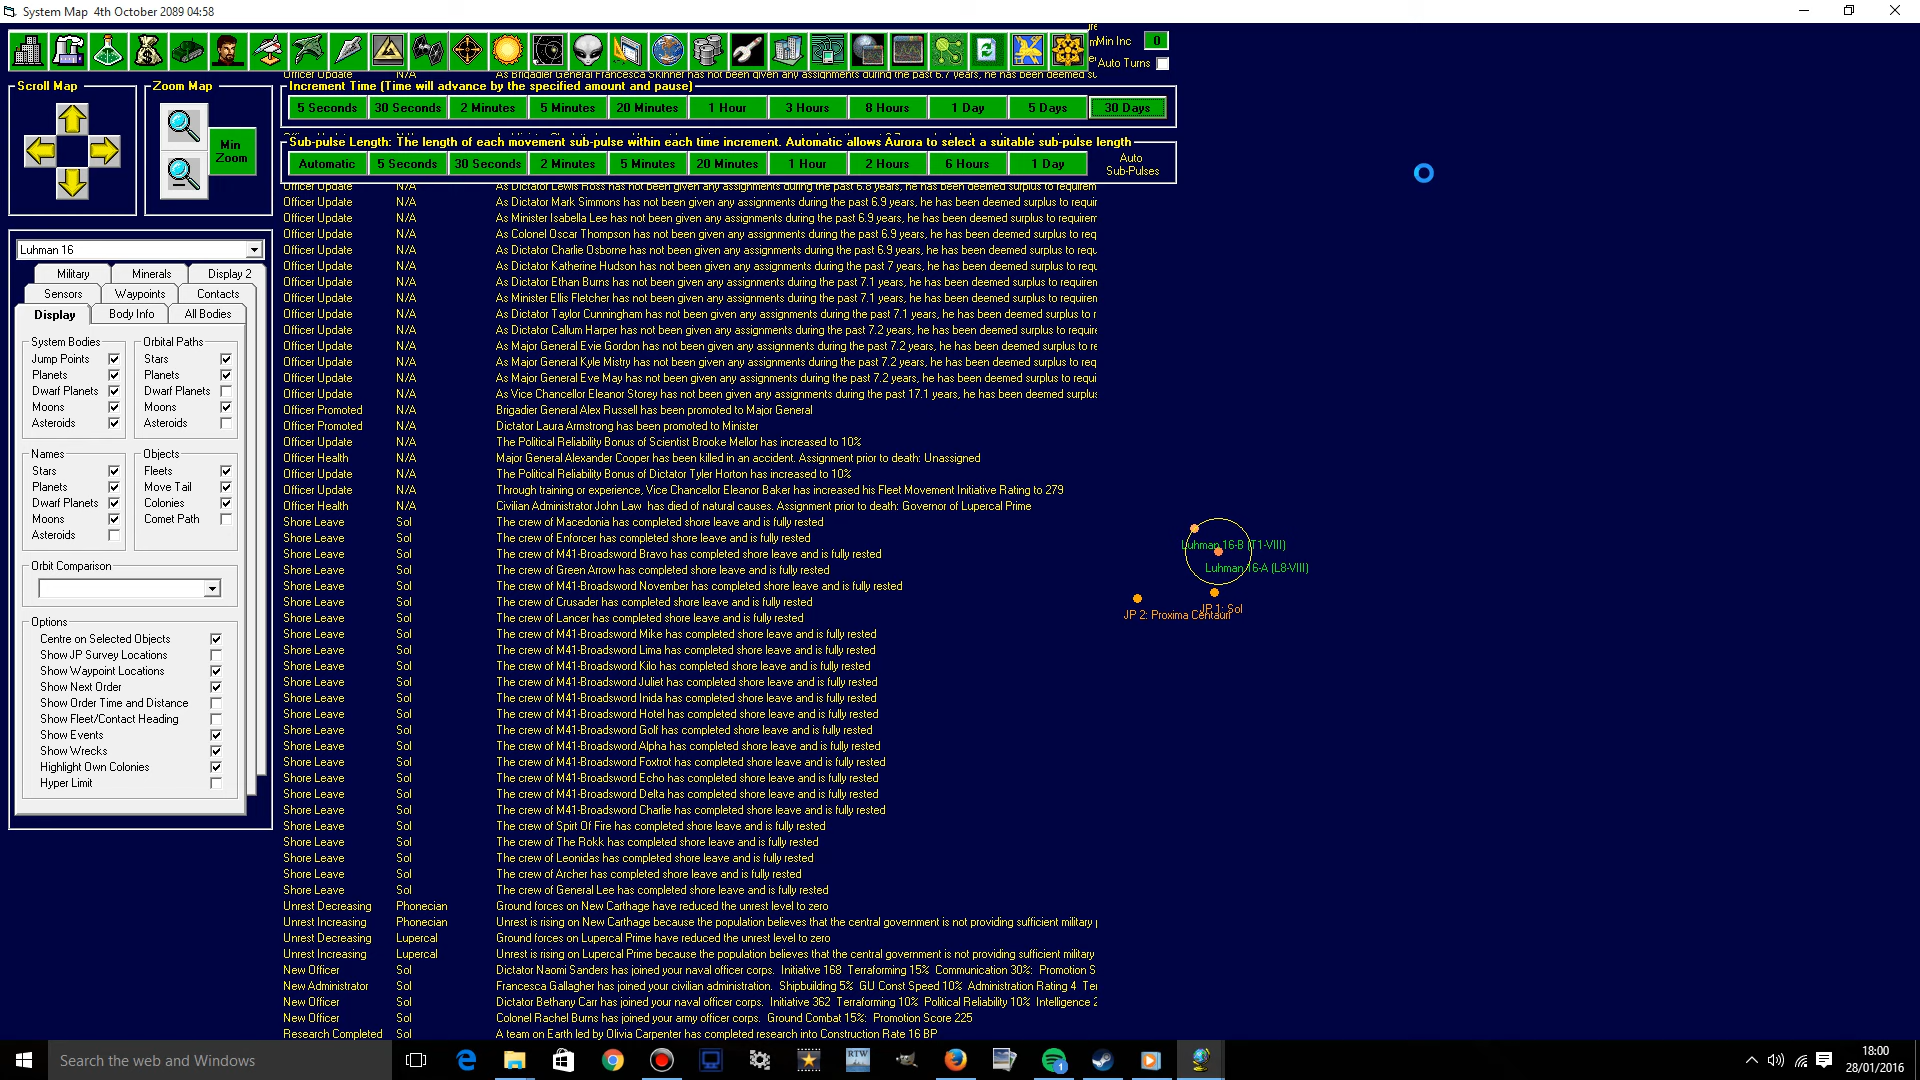 System Map 4th October 2089 04:58
Min Inc 0
Auto Turns
Officer Update N/A As Brigadier General Francesca Skinner has not been given any assignments during the past 6.7 years, he has been deemed su
Scroll Map
Zoom Map
Min Zoom
Increment Time (Time will advance by the specified amount and pause)
5 Seconds 30 Seconds 2 Minutes 5 Minutes 20 Minutes 1 Hour 3 Hours 8 Hours 1 Day 5 Days 30 Days
Sub-pulse Length: The length of each movement sub-pulse within each time increment. Automatic allows Aurora to select a suitable sub-pulse length
Automatic 5 Seconds 30 Seconds 2 Minutes 5 Minutes 20 Minutes 1 Hour 2 Hours 6 Hours 1 Day Auto Sub-Pulses
Officer Update N/A As Dictator Lewis Ross has not been given any assignments during the past 6.8 years, he has been deemed surplus to requirem
Officer Update N/A As Dictator Mark Simmons has not been given any assignments during the past 6.9 years, he has been deemed surplus to requir
Officer Update N/A As Minister Isabella Lee has not been given any assignments during the past 6.9 years, he has been deemed surplus to requirem
Officer Update N/A As Colonel Oscar Thompson has not been given any assignments during the past 6.9 years, he has been deemed surplus to req
Officer Update N/A As Dictator Charlie Osborne has not been given any assignments during the past 6.9 years, he has been deemed surplus to requ
Officer Update N/A As Dictator Katherine Hudson has not been given any assignments during the past 7 years, he has been deemed surplus to requ
Officer Update N/A As Dictator Ethan Burns has not been given any assignments during the past 7.1 years, he has been deemed surplus to requirem
Officer Update N/A As Minister Ellis Fletcher has not been given any assignments during the past 7.1 years, he has been deemed surplus to requiren
Officer Update N/A As Dictator Taylor Cunningham has not been given any assignments during the past 7.1 years, he has been deemed surplus to r
Officer Update N/A As Dictator Callum Harper has not been given any assignments during the past 7.2 years, he has been deemed surplus to require
Officer Update N/A As Major General Evie Gordon has not been given any assignments during the past 7.2 years, he has been deemed surplus to re
Officer Update N/A As Major General Kyle Mistry has not been given any assignments during the past 7.2 years, he has been deemed surplus to req
Officer Update N/A As Major General Eve May has not been given any assignments during the past 7.2 years, he has been deemed surplus to requi
Officer Update N/A As Vice Chancellor Eleanor Storey has not been given any assignments during the past 17.1 years, he has been deemed surplu
Officer Promoted N/A Brigadier General Alex Russell has been promoted to Major General
Officer Promoted N/A Dictator Laura Armstrong has been promoted to Minister
Officer Update N/A The Political Reliability Bonus of Scientist Brooke Mellor has increased to 10%
Officer Health N/A Major General Alexander Cooper has been killed in an accident. Assignment prior to death: Unassigned
Officer Update N/A The Political Reliability Bonus of Dictator Tyler Horton has increased to 10%
Officer Update N/A Through training or experience, Vice Chancellor Eleanor Baker has increased his Fleet Movement Initiative Rating to 279
Officer Health N/A Civilian Administrator John Law has died of natural causes. Assignment prior to death: Governor of Lupercal Prime
Shore Leave Sol The crew of Macedonia has completed shore leave and is fully rested
Shore Leave Sol The crew of Enforcer has completed shore leave and is fully rested
Shore Leave Sol The crew of M41-Broadsword Bravo has completed shore leave and is fully rested
Shore Leave Sol The crew of Green Arrow has completed shore leave and is fully rested
Shore Leave Sol The crew of M41-Broadsword November has completed shore leave and is fully rested
Shore Leave Sol The crew of Crusader has completed shore leave and is fully rested
Shore Leave Sol The crew of Lancer has completed shore leave and is fully rested
Shore Leave Sol The crew of M41-Broadsword Mike has completed shore leave and is fully rested
Shore Leave Sol The crew of M41-Broadsword Lima has completed shore leave and is fully rested
Shore Leave Sol The crew of M41-Broadsword Kilo has completed shore leave and is fully rested
Shore Leave Sol The crew of M41-Broadsword Juliet has completed shore leave and is fully rested
Shore Leave Sol The crew of M41-Broadsword Inida has completed shore leave and is fully rested
Shore Leave Sol The crew of M41-Broadsword Hotel has completed shore leave and is fully rested
Shore Leave Sol The crew of M41-Broadsword Golf has completed shore leave and is fully rested
Shore Leave Sol The crew of M41-Broadsword Alpha has completed shore leave and is fully rested
Shore Leave Sol The crew of M41-Broadsword Foxtrot has completed shore leave and is fully rested
Shore Leave Sol The crew of M41-Broadsword Echo has completed shore leave and is fully rested
Shore Leave Sol The crew of M41-Broadsword Delta has completed shore leave and is fully rested
Shore Leave Sol The crew of M41-Broadsword Charlie has completed shore leave and is fully rested
Shore Leave Sol The crew of Spirt Of Fire has completed shore leave and is fully rested
Shore Leave Sol The crew of The Rokk has completed shore leave and is fully rested
Shore Leave Sol The crew of Leonidas has completed shore leave and is fully rested
Shore Leave Sol The crew of Archer has completed shore leave and is fully rested
Shore Leave Sol The crew of General Lee has completed shore leave and is fully rested
Unrest Decreasing Phonecian Ground forces on New Carthage have reduced the unrest level to zero
Unrest Increasing Phonecian Unrest is rising on New Carthage because the population believes that the central government is not providing sufficient military p
Unrest Decreasing Lupercal Ground forces on Lupercal Prime have reduced the unrest level to zero
Unrest Increasing Lupercal Unrest is rising on Lupercal Prime because the population believes that the central government is not providing sufficient military
New Officer Sol Dictator Naomi Sanders has joined your naval officer corps. Initiative 168 Terraforming 15% Communication 30%: Promotion S
New Administrator Sol Francesca Gallagher has joined your civilian administration. Shipbuilding 5% GU Const Speed 10% Administration Rating 4 Ter
New Officer Sol Dictator Bethany Carr has joined your naval officer corps. Initiative 362 Terraforming 10% Political Reliability 10% Intelligence 2
New Officer Sol Colonel Rachel Burns has joined your army officer corps. Ground Combat 15%: Promotion Score 225
Research Completed Sol A team on Earth led by Olivia Carpenter has completed research into Construction Rate 16 BP
Luhman 16
Military Minerals Display 2
Sensors Waypoints Contacts
Display Body Info All Bodies
System Bodies
Jump Points
Planets
Dwarf Planets
Moons
Asteroids
Orbital Paths
Stars
Planets
Dwarf Planets
Moons
Asteroids
Names
Stars
Planets
Dwarf Planets
Moons
Asteroids
Objects
Fleets
Move Tail
Colonies
Comet Path
Orbit Comparison
Options
Centre on Selected Objects
Show JP Survey Locations
Show Waypoint Locations
Show Next Order
Show Order Time and Distance
Show Fleet/Contact Heading
Show Events
Show Wrecks
Highlight Own Colonies
Hyper Limit
Luhman 16-B (T1-VIII)
Luhman 16-A (L8-VIII)
JP 1: Sol
JP 2: Proxima Centauri
Search the web and Windows
RTW
1
18:00
28/01/2016